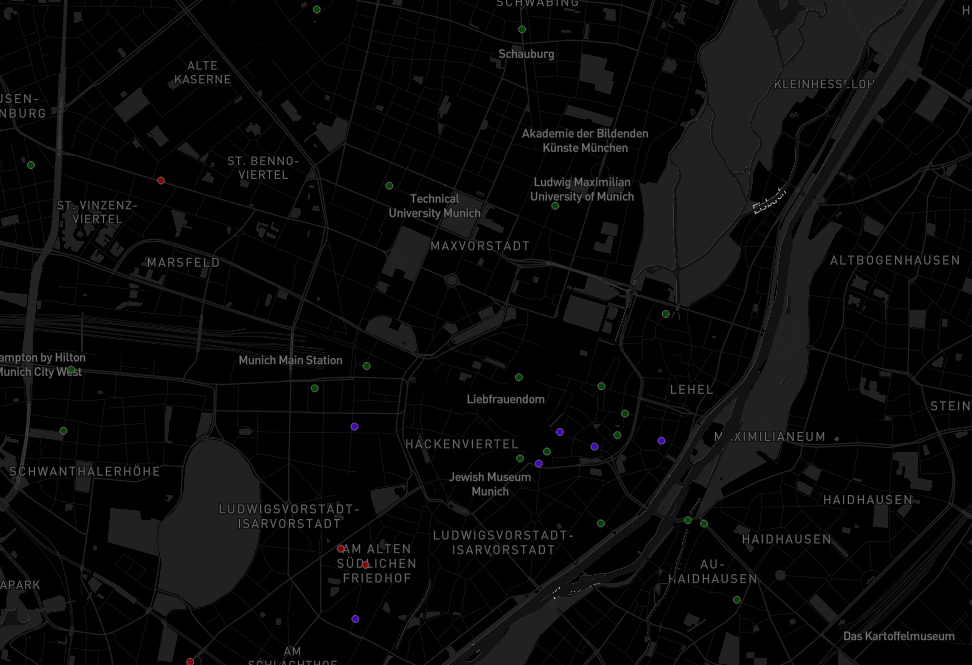 SCHWABING
H
Schauburg
ALTE
KASERNE
KLEINHESSELOH
USEN-
NBURG
Akademie der Bildenden
Künste München
ST. BENNO-
VIERTEL
Ludwig Maximilian
University of Munich
Technical
University Munich
Eisbach
ST. VINZENZ-
VIERTEL
MAXVORSTADT
MARSFELD
ALTBOGENHAUSEN
ampton by Hilton
Munich City West
Munich Main Station
LEHEL
Liebfrauendom
STEIN
HACKENVIERTEL
MAXIMILIANEUM
SCHWANTHALERHÖHE
Jewish Museum
Munich
HAIDHAUSEN
LUDWIGSVORSTADT-
ISARVORSTADT
LUDWIGSVORSTADT-
ISARVORSTADT
HAIDHAUSEN
AM ALTEN
SÜDLICHEN
FRIEDHOF
AU-
HAIDHAUSEN
APARK
Das Kartoffelmuseum
AM
SCHLACHTHOF